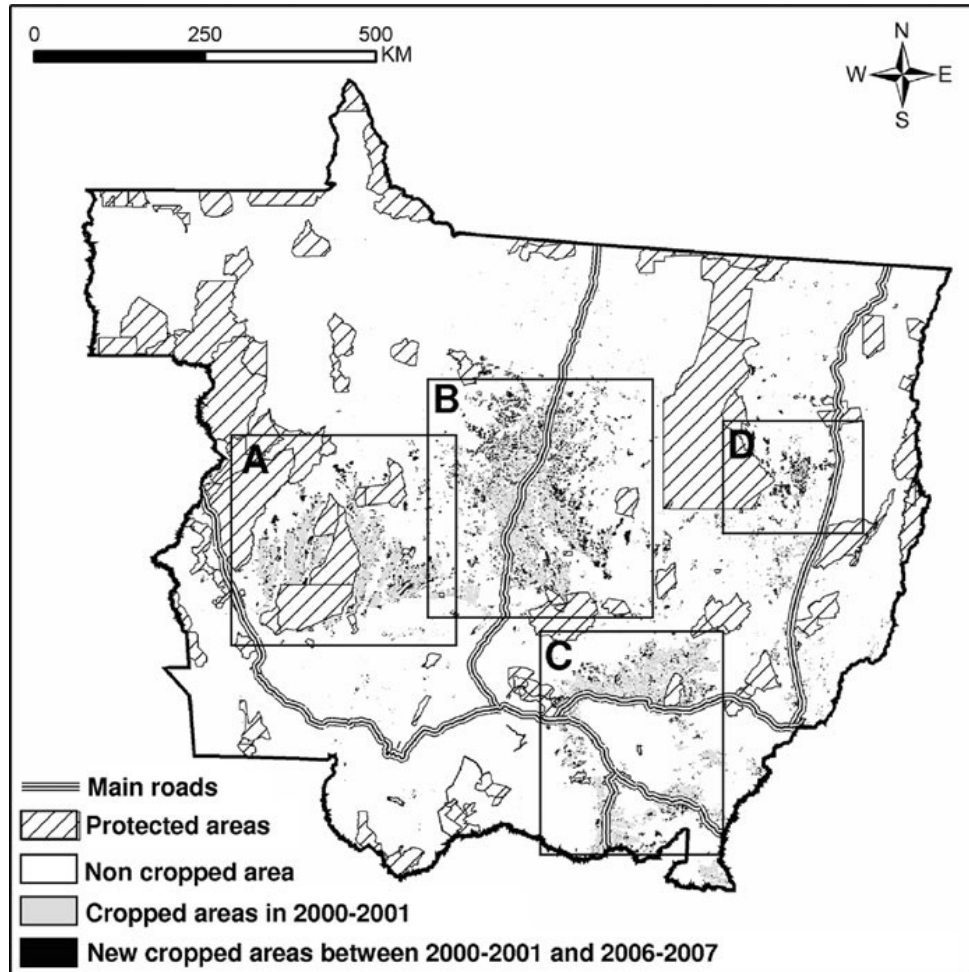 0 250 500
KM
N
W E
S
B
A
D
C
Main roads
Protected areas
Non cropped area
Cropped areas in 2000-2001
New cropped areas between 2000-2001 and 2006-2007